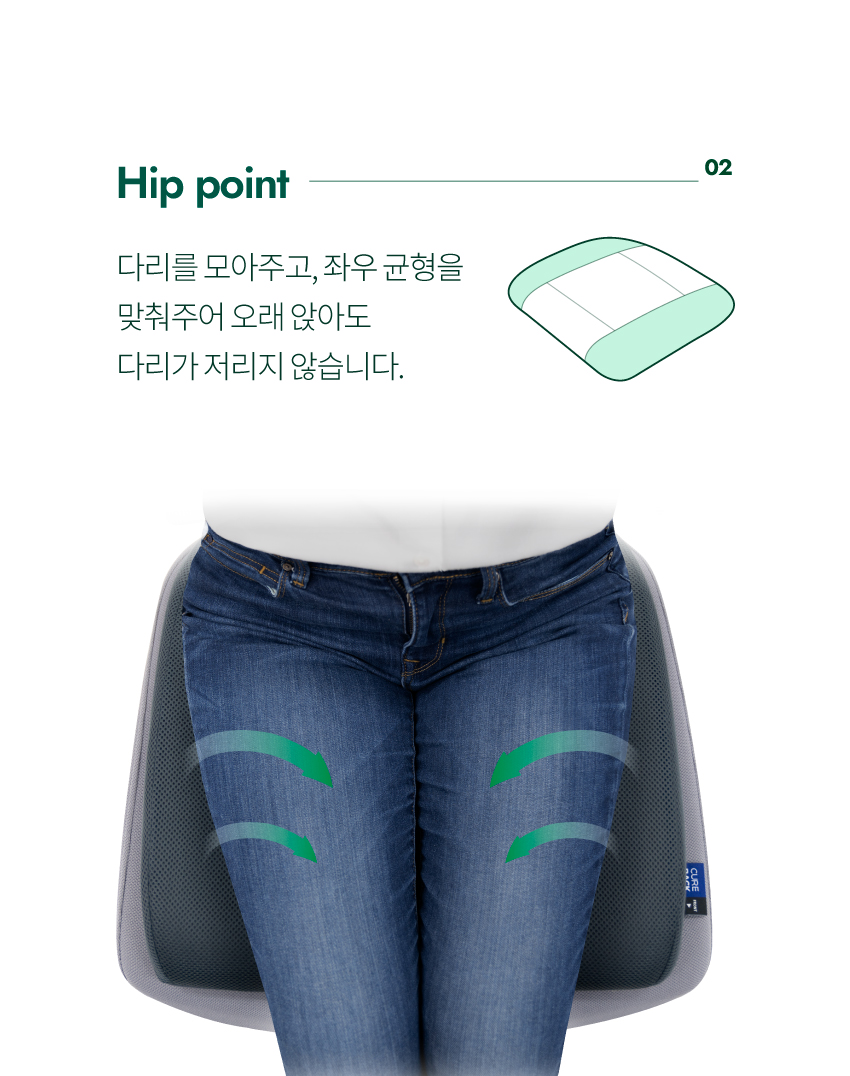 Hip point
02
다리를 모아주고, 좌우 균형을
맞춰주어 오래 앉아도
다리가 저리지 않습니다.
CURE